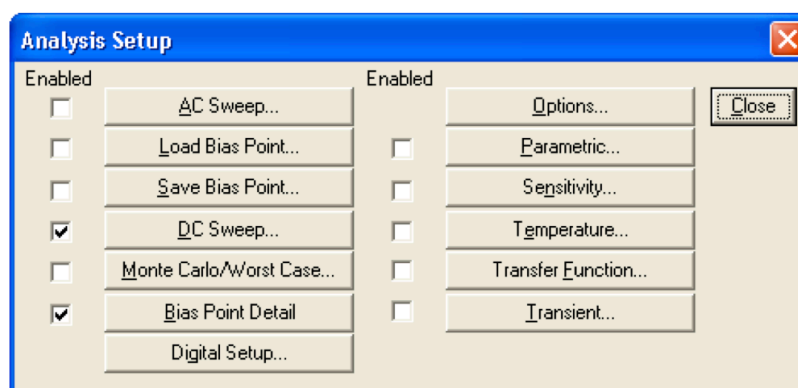 Analysis Setup
Enabled
Enabled
AC Sweep...
Options...
Close
Load Bias Point...
Parametric...
Save Bias Point...
Sensitivity...
DC Sweep...
Temperature...
Monte Carlo/Worst Case...
Transfer Function...
Bias Point Detail
Transient...
Digital Setup...